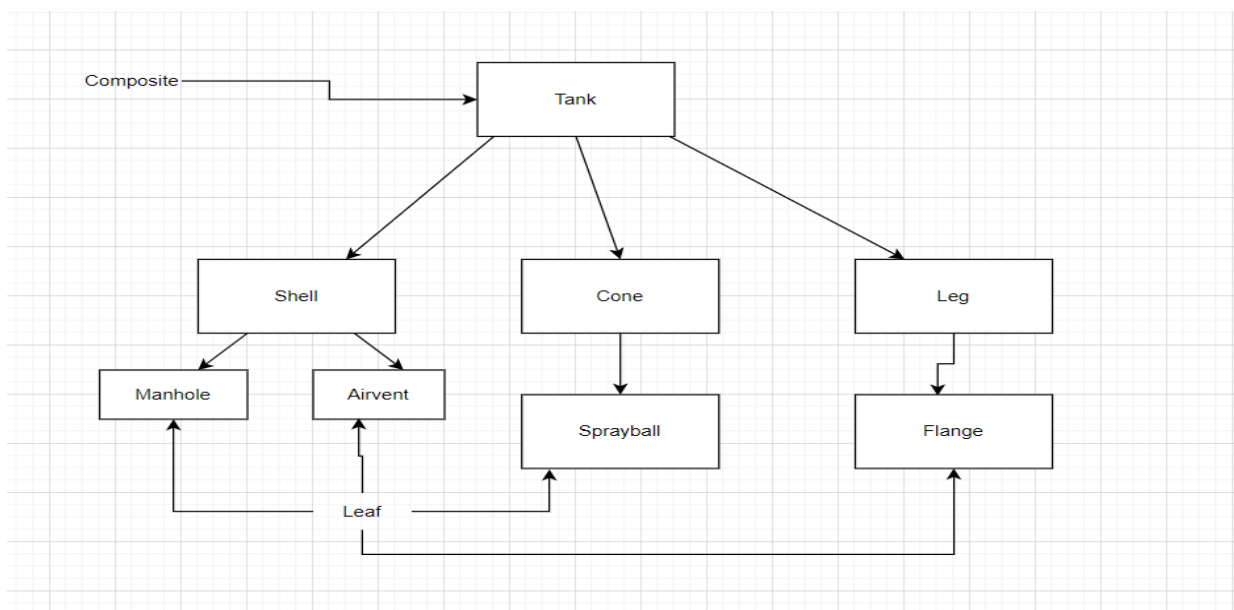 Composite
Tank
Shell
Cone
Leg
Manhole
Airvent
Sprayball
Flange
Leaf